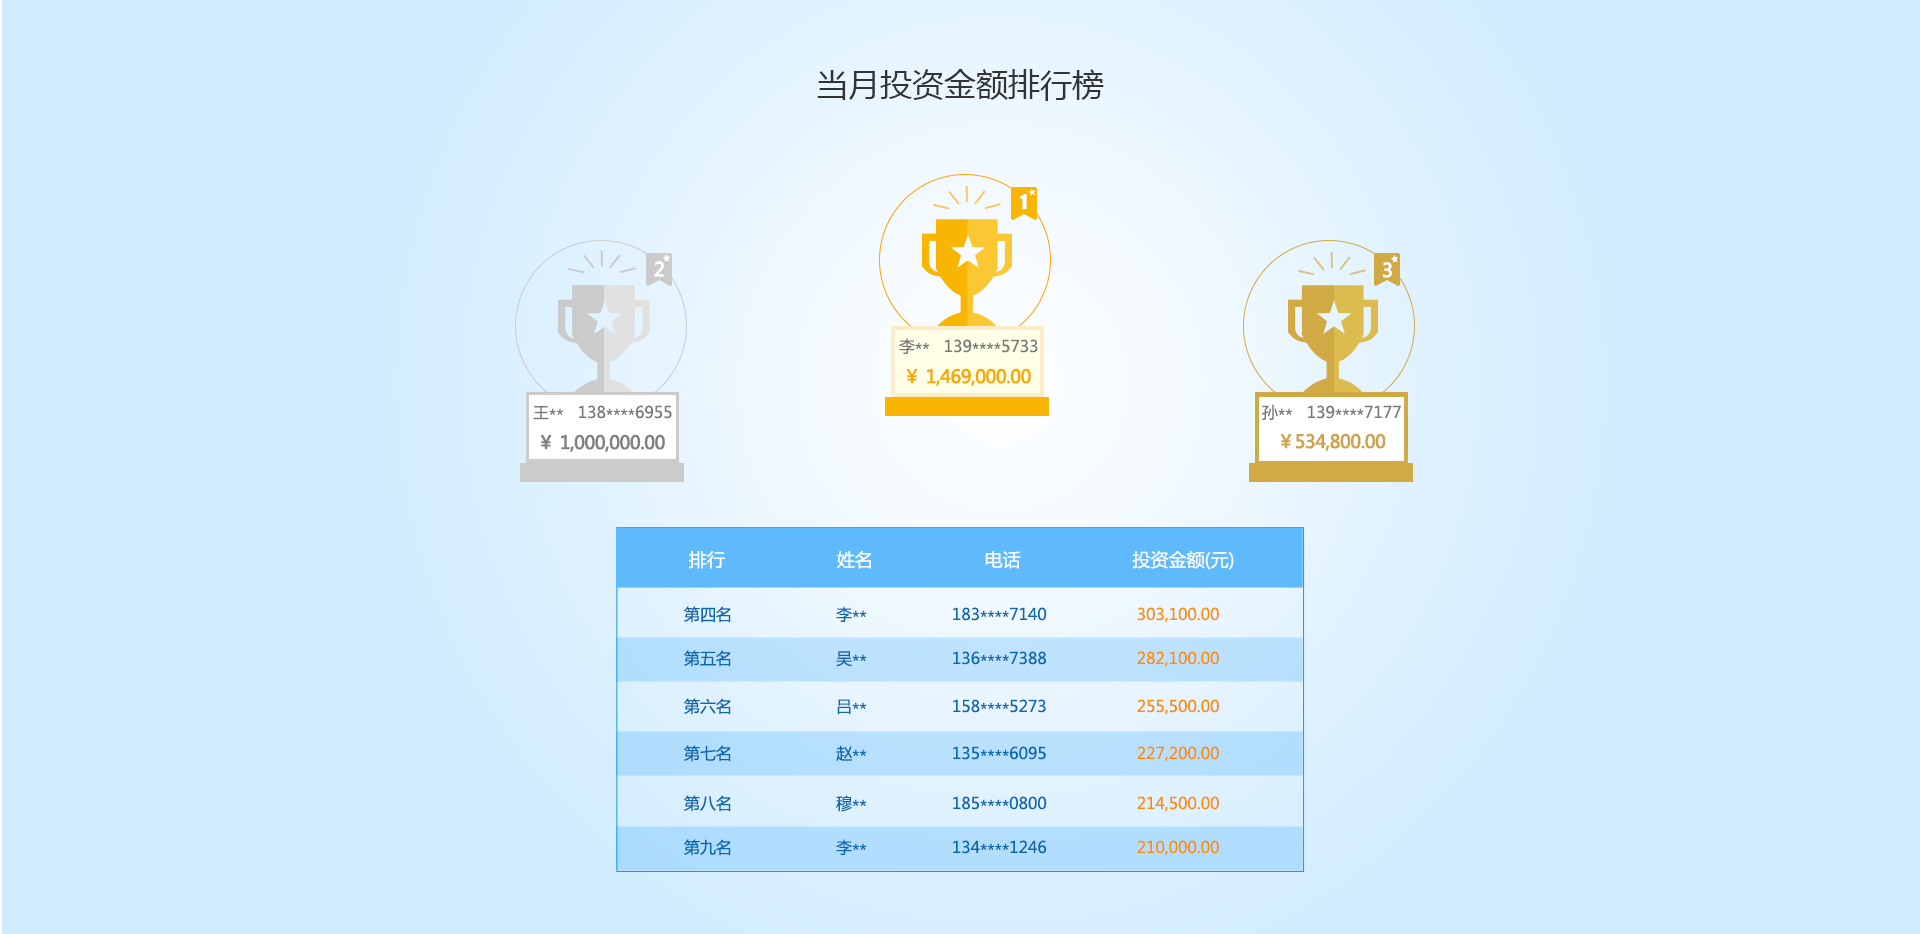 当月投资金额排行榜
1
李** 139****5733
¥ 1,469,000.00
2
王** 138****6955
¥ 1,000,000.00
3
孙** 139****7177
¥534,800.00
排行 姓名 电话 投资金额(元)
第四名 李** 183****7140 303,100.00
第五名 吴** 136****7388 282,100.00
第六名 吕** 158****5273 255,500.00
第七名 赵** 135****6095 227,200.00
第八名 穆** 185****0800 214,500.00
第九名 李** 134****1246 210,000.00